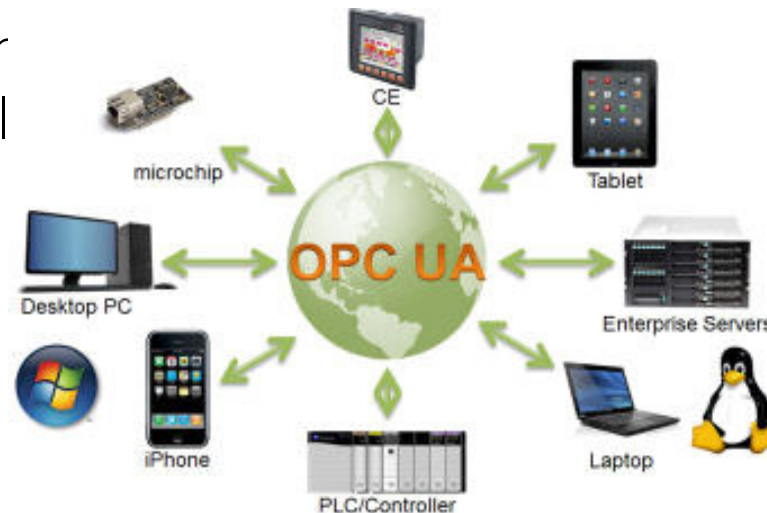 CE
microchip
Tablet
OPC UA
Desktop PC
Enterprise Servers
iPhone
Laptop
PLC/Controller